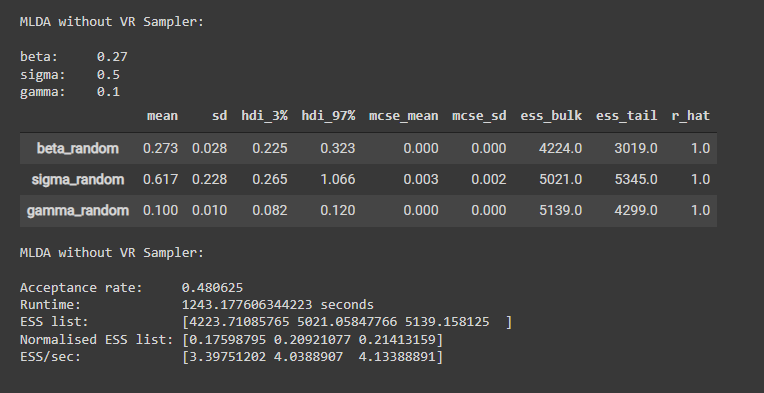 MLDA without VR Sampler:
beta: 0.27
sigma: 0.5
gamma: 0.1
mean sd hdi_3% hdi_97% mcse_mean mcse_sd ess_bulk ess_tail r_hat
beta_random 0.273 0.028 0.225 0.323 0.000 0.000 4224.0 3019.0 1.0
sigma_random 0.617 0.228 0.265 1.066 0.003 0.002 5021.0 5345.0 1.0
gamma_random 0.100 0.010 0.082 0.120 0.000 0.000 5139.0 4299.0 1.0
MLDA without VR Sampler:
Acceptance rate: 0.480625
Runtime: 1243.177606344223 seconds
ESS list: [4223.71085765 5021.05847766 5139.158125 ]
Normalised ESS list: [0.17598795 0.20921077 0.21413159]
ESS/sec: [3.39751202 4.0388907 4.13388891]